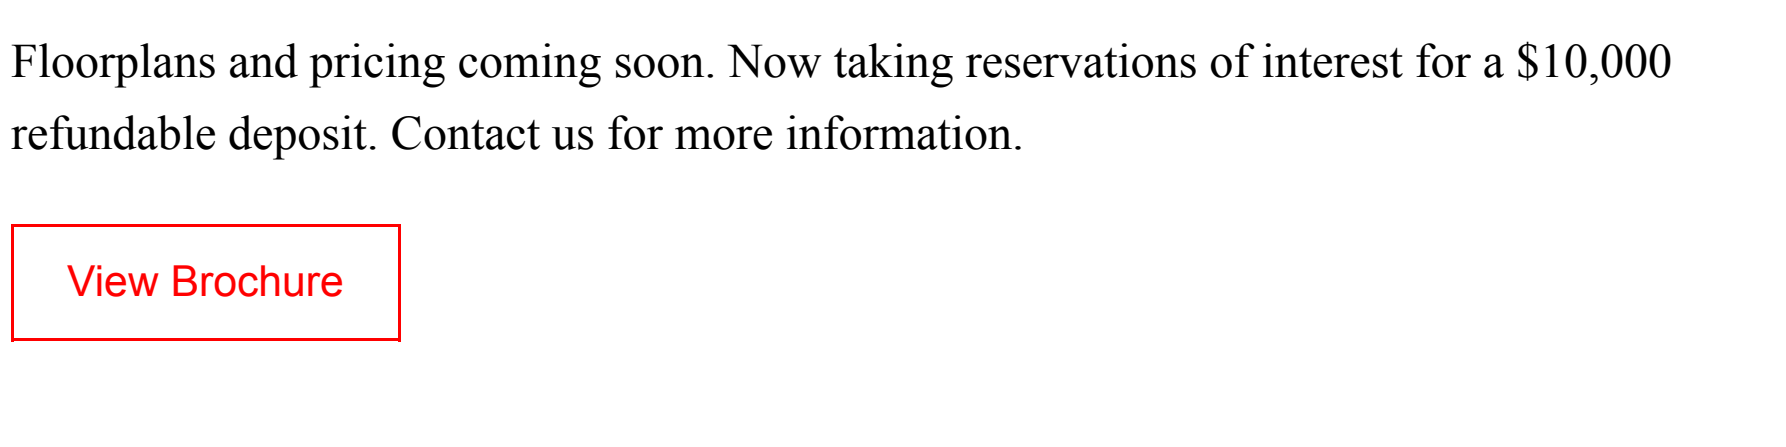 Floorplans and pricing coming soon. Now taking reservations of interest for a $10,000
refundable deposit. Contact us for more information.
View Brochure